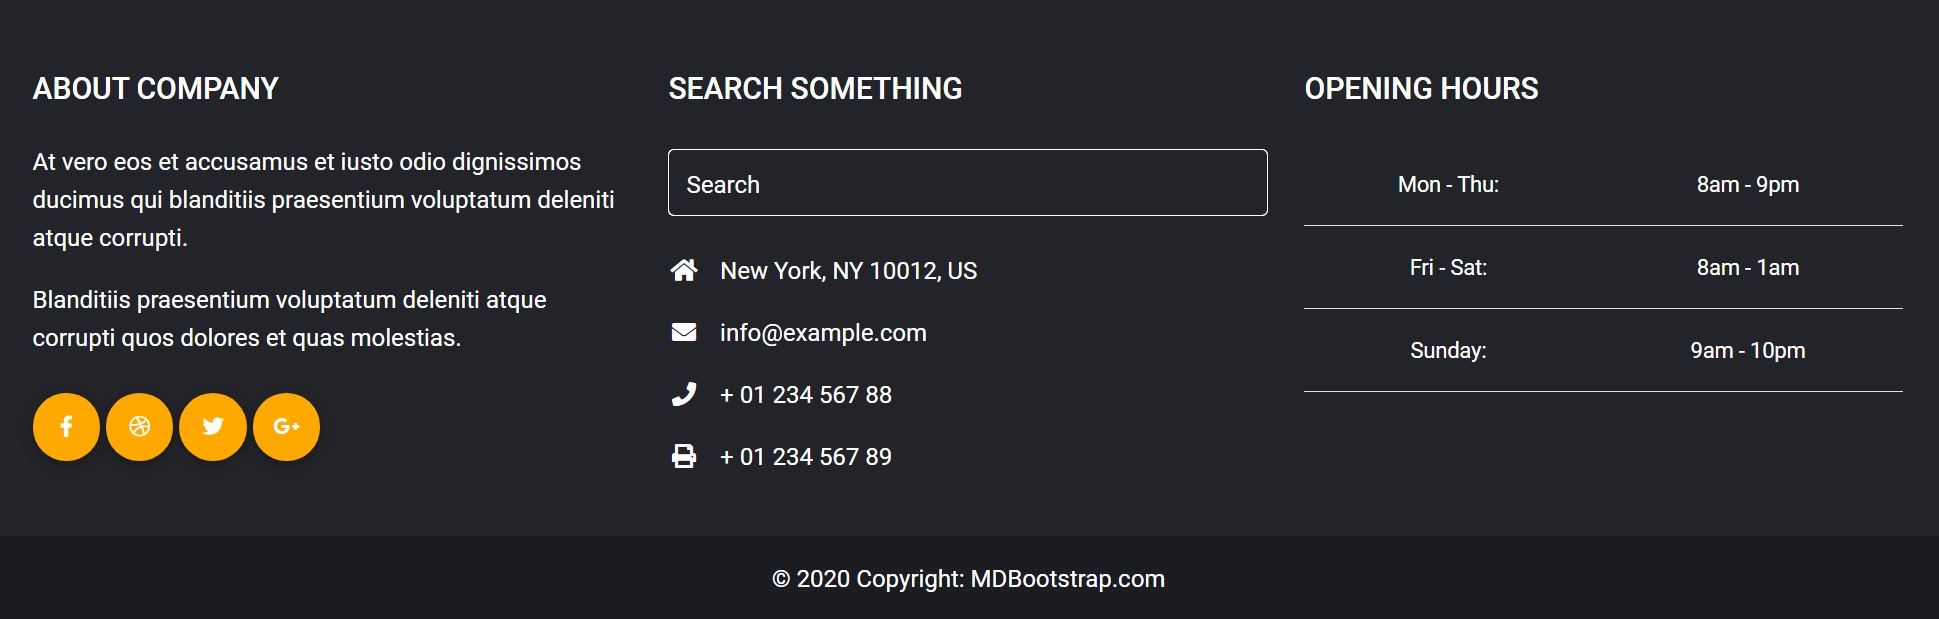 ABOUT COMPANY
At vero eos et accusamus et iusto odio dignissimos
ducimus qui blanditiis praesentium voluptatum deleniti
atque corrupti.
Blanditiis praesentium voluptatum deleniti atque
corrupti quos dolores et quas molestias.
SEARCH SOMETHING
Search
New York, NY 10012, US
info@example.com
+ 01 234 567 88
+ 01 234 567 89
OPENING HOURS
Mon - Thu: 8am - 9pm
Fri - Sat: 8am - 1am
Sunday: 9am - 10pm
© 2020 Copyright: MDBootstrap.com